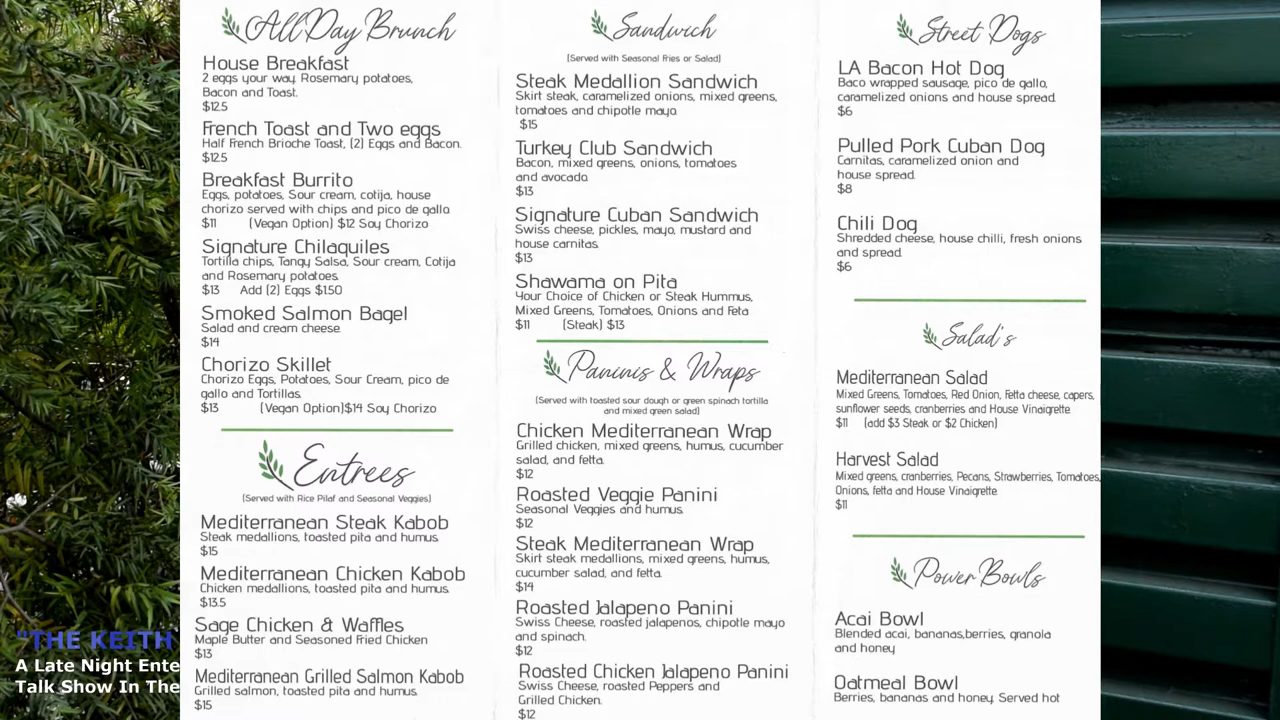 All Day Brunch
House Breakfast
2 eggs your way. Rosemary potatoes,
Bacon and Toast.
$12.5
French Toast and Two eggs
Half French Brioche Toast, (2) Eggs and Bacon.
$12.5
Breakfast Burrito
Eggs, potatoes, Sour cream, cotija, house
chorizo served with chips and pico de gallo
$11 (Vegan Option) $12 Soy Chorizo
Signature Chilaquiles
Tortilla chips, Tangy Salsa, Sour cream, Cotija
and Rosemary potatoes.
$13 Add (2) Eggs $1.50
Smoked Salmon Bagel
Salad and cream cheese.
$14
Chorizo Skillet
Chorizo Eggs, Potatoes, Sour Cream, pico de
gallo and Tortillas.
$13 (Vegan Option)$14 Soy Chorizo
Entrees
(Served with Rice Pilaf and Seasonal Veggies)
Mediterranean Steak Kabob
Steak medallions, toasted pita and humus.
$15
Mediterranean Chicken Kabob
Chicken medallions, toasted pita and humus.
$13.5
Sage Chicken & Waffles
Maple Butter and Seasoned Fried Chicken
$13
Mediterranean Grilled Salmon Kabob
Grilled salmon, toasted pita and humus.
$15
Sandwich
(Served with Seasonal Fries or Salad)
Steak Medallion Sandwich
Skirt steak, caramelized onions, mixed greens,
tomatoes and chipotle mayo.
$15
Turkey Club Sandwich
Bacon, mixed greens, onions, tomatoes
and avocado.
$13
Signature Cuban Sandwich
Swiss cheese, pickles, mayo, mustard and
house carnitas.
$13
Shawama on Pita
Your Choice of Chicken or Steak Hummus,
Mixed Greens, Tomatoes, Onions and Feta
$11 (Steak) $13
Paninis & Wraps
(Served with toasted sour dough or green spinach tortilla
and mixed green salad)
Chicken Mediterranean Wrap
Grilled chicken, mixed greens, humus, cucumber
salad, and fetta.
$12
Roasted Veggie Panini
Seasonal Veggies and humus.
$12
Steak Mediterranean Wrap
Skirt steak medallions, mixed greens, humus,
cucumber salad, and fetta.
$14
Roasted Jalapeno Panini
Swiss Cheese, roasted jalapenos, chipotle mayo
and spinach.
$12
Roasted Chicken Jalapeno Panini
Swiss Cheese, roasted Peppers and
Grilled Chicken.
$12
Street Dogs
LA Bacon Hot Dog
Baco wrapped sausage, pico de gallo,
caramelized onions and house spread.
$6
Pulled Pork Cuban Dog
Carnitas, caramelized onion and
house spread.
$8
Chili Dog
Shredded cheese, house chilli, fresh onions
and spread.
$6
Salad's
Mediterranean Salad
Mixed Greens, Tomatoes, Red Onion, Fetta cheese, capers,
sunflower seeds, cranberries and House Vinaigrette.
$11 (add $3 Steak or $2 Chicken)
Harvest Salad
Mixed greens, cranberries, Pecans, Strawberries, Tomatoes,
Onions, fetta and House Vinaigrette.
$11
Power Bowls
Acai Bowl
Blended acai, bananas,berries, granola
and honey
Oatmeal Bowl
Berries, bananas and honey. Served hot
"THE KEITH
A Late Night Ente
Talk Show In The